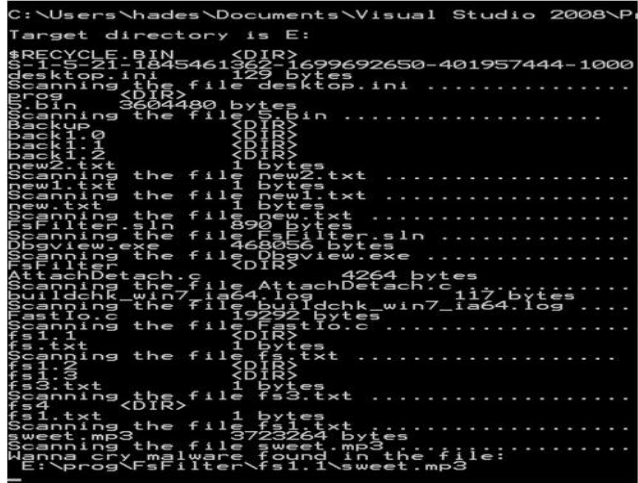 C:\Users\hades\Documents\Visual Studio 2008\P
Target directory is E:
$RECYCLE.BIN <DIR>
S-1-5-21-1845461362-1699692650-401957444-1000
desktop.ini 129 bytes
Scanning the file desktop.ini ................
prog <DIR>
5.bin 3604480 bytes
Scanning the file 5.bin ....................
Backup <DIR>
back1.0 <DIR>
back1.1 <DIR>
back1.2 <DIR>
new2.txt 1 bytes
Scanning the file new2.txt ...................
new1.txt 1 bytes
Scanning the file new1.txt ...................
new.txt 1 bytes
Scanning the file new.txt ....................
FsFilter.sln 890 bytes
Scanning the file FsFilter.sln ...............
Dbgview.exe 468056 bytes
Scanning the file Dbgview.exe ................
FsFilter <DIR>
AttachDetach.c 4264 bytes
Scanning the file AttachDetach.c .............
buildchk_win7_ia64.log 117 bytes
Scanning the file buildchk_win7_ia64.log ....
FastIo.c 19292 bytes
Scanning the file FastIo.c ...................
fs1.1 <DIR>
fs.txt 1 bytes
Scanning the file fs.txt ...................
fs1.2 <DIR>
fs1.3 <DIR>
fs3.txt 1 bytes
Scanning the file fs3.txt ....................
fs4 <DIR>
fs1.txt 1 bytes
Scanning the file fs1.txt ....................
sweet.mp3 3723264 bytes
Scanning the file sweet.mp3 ..................
Wanna cry malware found in the file:
E:\prog\FsFilter\fs1.1\sweet.mp3